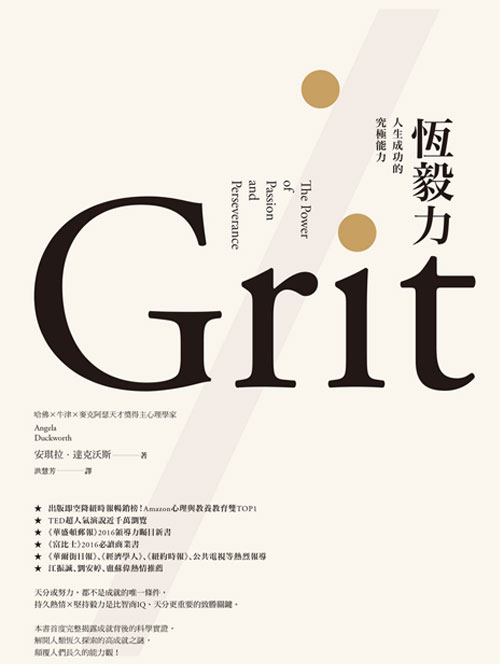 恆毅力
人生成功的
究極能力
The Power
of
Passion
and
Perseverance
Grit
哈佛×牛津×麥克阿瑟天才獎得主心理學家
Angela
Duckworth
安琪拉・達克沃斯——著
洪慧芳——譯
★ 出版即空降紐時報暢銷榜！Amazon心理與教養教育雙TOP1
★ TED超人氣演說近千萬瀏覽
★ 《華盛頓郵報》2016領導力矚目新書
★ 《富比士》2016必讀商業書
★ 《華爾街日報》、《經濟學人》、《紐約時報》、公共電視等熱烈報導
★ 江振誠、劉安婷、盧蘇偉熱情推薦
天分或努力，都不是成就的唯一條件，
持久熱情×堅持毅力是比智商IQ、天分更重要的致勝關鍵。
本書首度完整揭露成就背後的科學實證，
解開人類恆久探索的高成就之謎，
顛覆人們長久的能力觀！